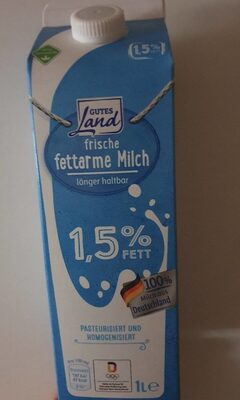 1,5%
GUTES
Land
frische
fettarme Milch
länger haltbar
1,5%
FETT
100%
Milch aus
Deutschland
PASTEURISIERT UND
HOMOGENISIERT
1L e